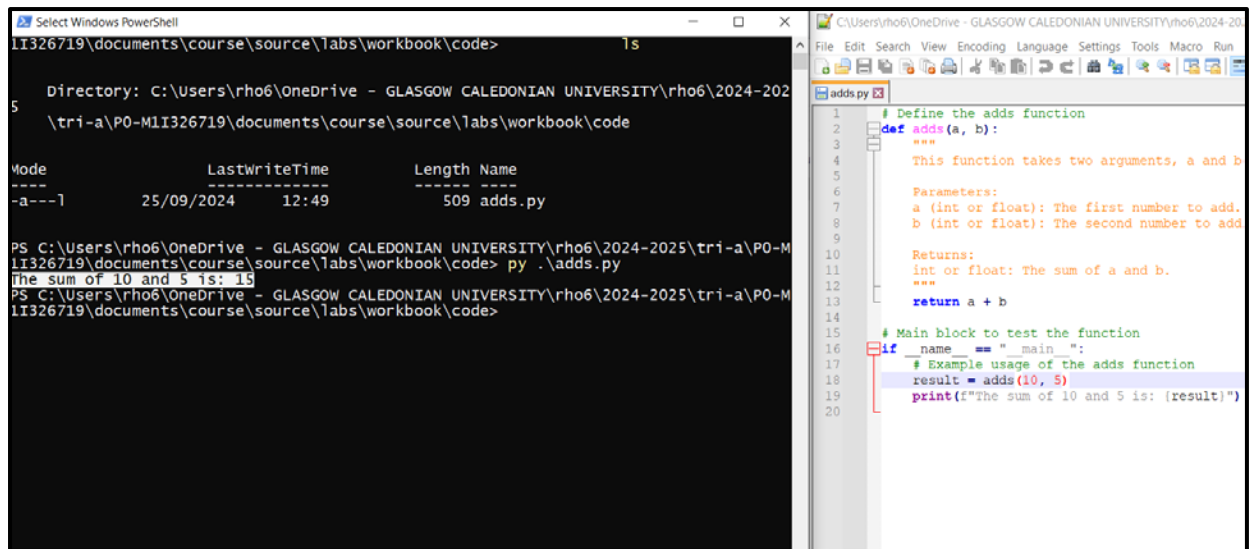 Select Windows PowerShell
1I326719\documents\course\source\labs\workbook\code> ls
Directory: C:\Users\rho6\OneDrive - GLASGOW CALEDONIAN UNIVERSITY\rho6\2024-202
5
\tri-a\PO-M1I326719\documents\course\source\labs\workbook\code
Mode LastWriteTime Length Name
---- ------------- ------ ----
-a---l 25/09/2024 12:49 509 adds.py
PS C:\Users\rho6\OneDrive - GLASGOW CALEDONIAN UNIVERSITY\rho6\2024-2025\tri-a\PO-M
1I326719\documents\course\source\labs\workbook\code> py .\adds.py
The sum of 10 and 5 is: 15
PS C:\Users\rho6\OneDrive - GLASGOW CALEDONIAN UNIVERSITY\rho6\2024-2025\tri-a\PO-M
1I326719\documents\course\source\labs\workbook\code>
C:\Users\rho6\OneDrive - GLASGOW CALEDONIAN UNIVERSITY\rho6\2024-20
File Edit Search View Encoding Language Settings Tools Macro Run
adds.py
1 # Define the adds function
2 def adds(a, b):
3 """
4 This function takes two arguments, a and b
5
6 Parameters:
7 a (int or float): The first number to add.
8 b (int or float): The second number to add
9
10 Returns:
11 int or float: The sum of a and b.
12 """
13 return a + b
14
15 # Main block to test the function
16 if __name__ == "__main__":
17 # Example usage of the adds function
18 result = adds(10, 5)
19 print(f"The sum of 10 and 5 is: {result}")
20